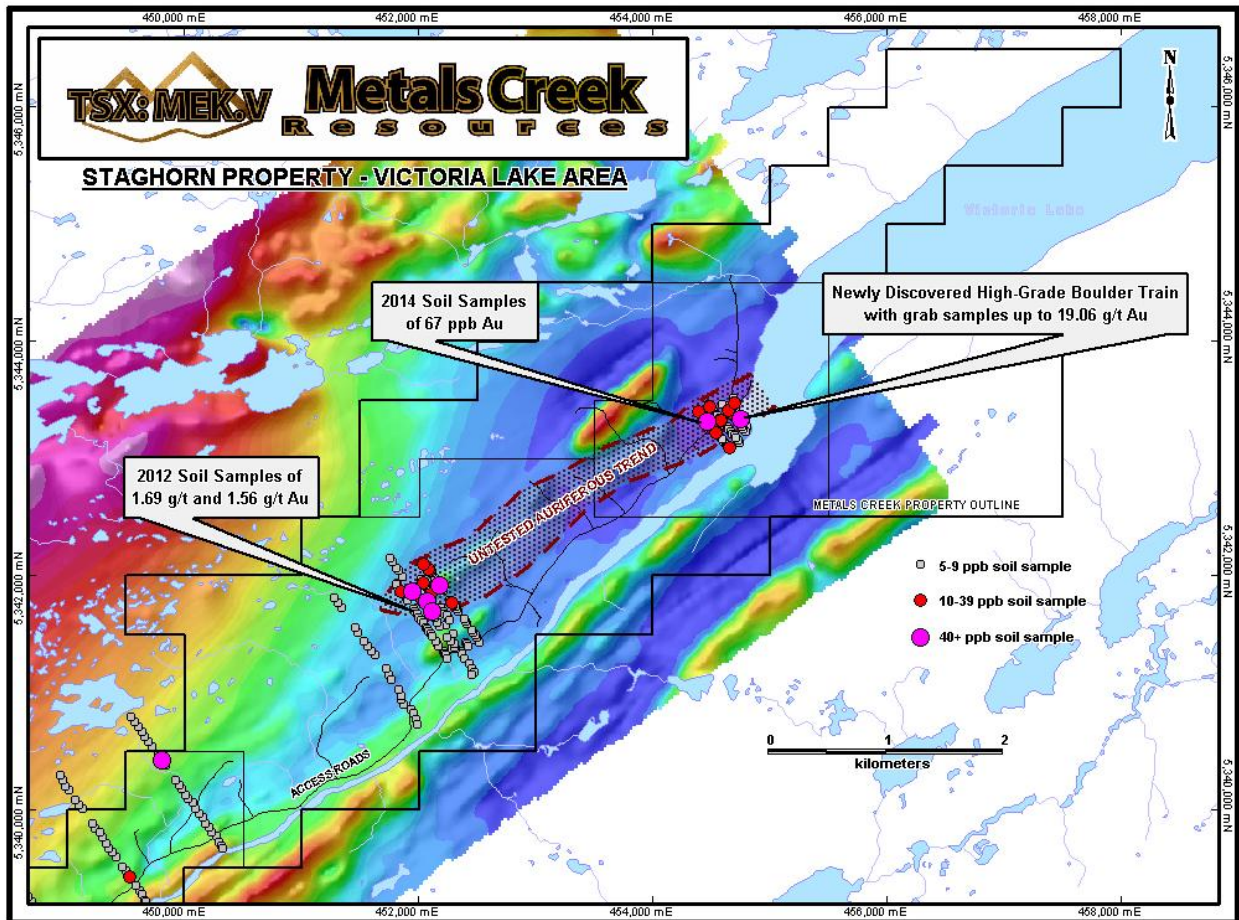 450,000 mE
452,000 mE
454,000 mE
456,000 mE
458,000 mE
TSX: MEK.V
Metals Creek
Resources
STAGHORN PROPERTY - VICTORIA LAKE AREA
N
5,346,000 mN
5,346,000 mN
Victoria Lake
2014 Soil Samples
of 67 ppb Au
Newly Discovered High-Grade Boulder Train
with grab samples up to 19.06 g/t Au
5,344,000 mN
5,344,000 mN
2012 Soil Samples of
1.69 g/t and 1.56 g/t Au
UNTESTED AURIFEROUS TREND
METALS CREEK PROPERTY OUTLINE
5,342,000 mN
5,342,000 mN
5-9 ppb soil sample
10-39 ppb soil sample
40+ ppb soil sample
0 1 2
kilometers
ACCESS ROADS
5,340,000 mN
5,340,000 mN
450,000 mE
452,000 mE
454,000 mE
456,000 mE
458,000 mE